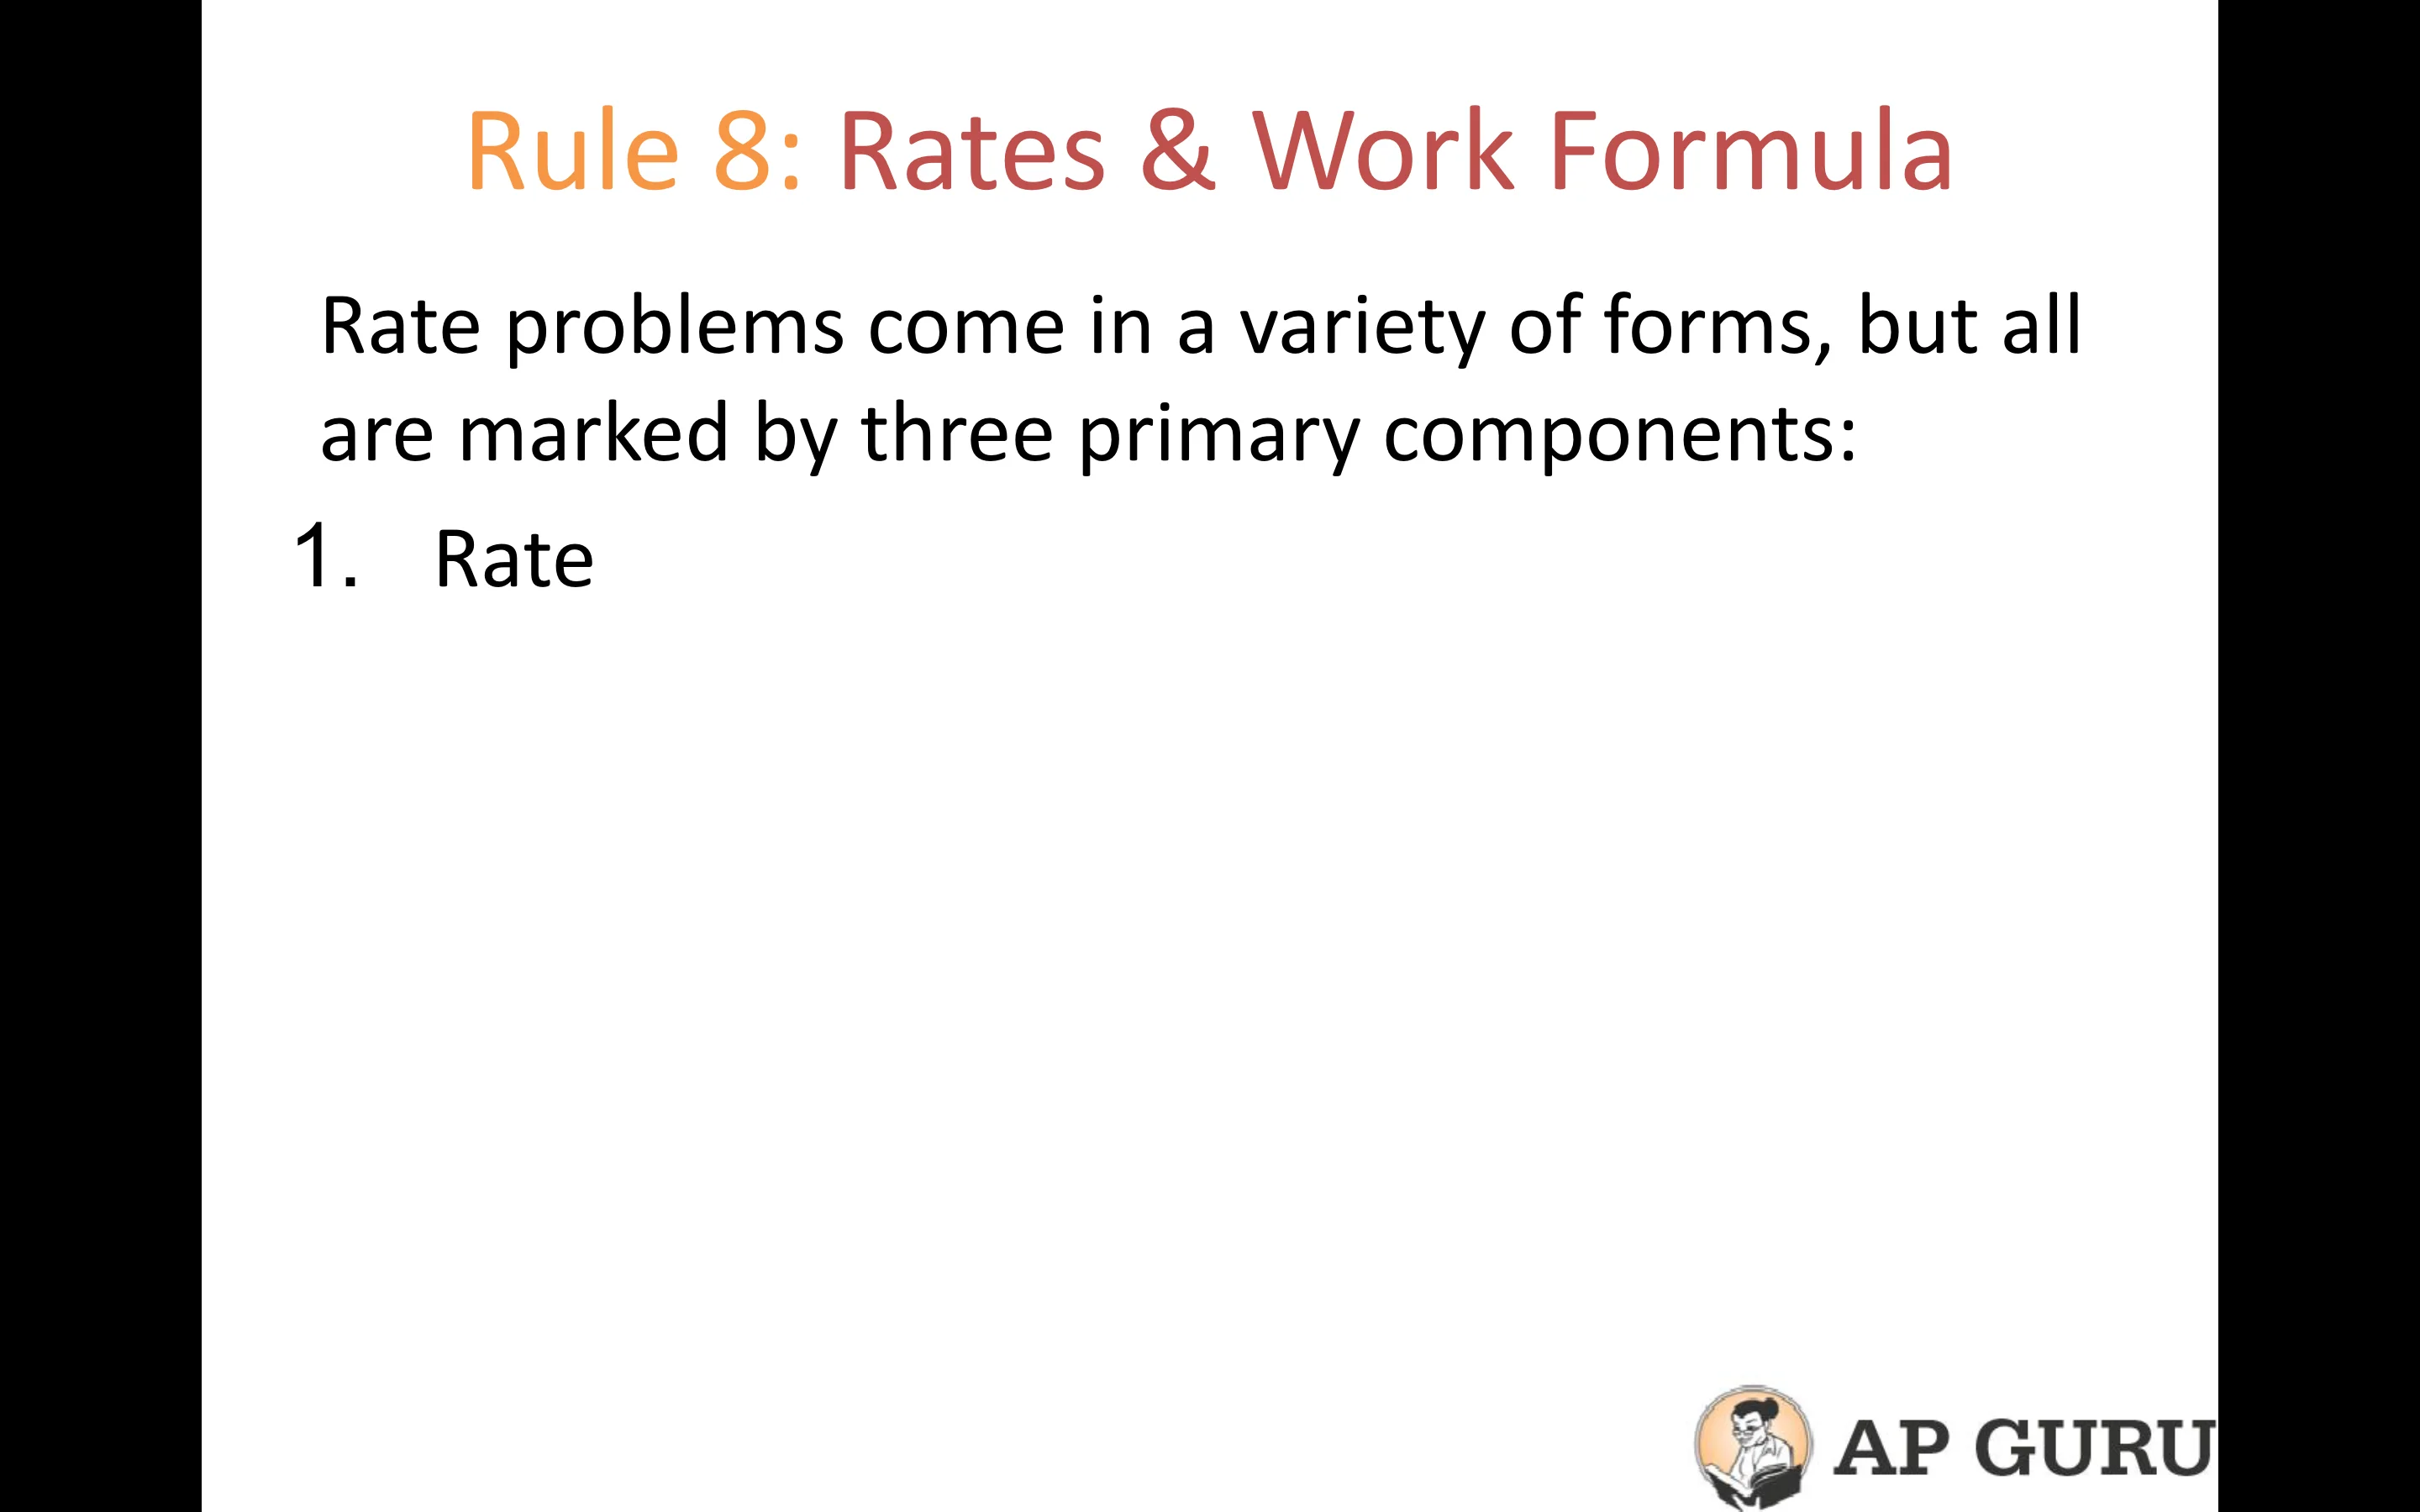 Rule 8: Rates & Work Formula
Rate problems come in a variety of forms, but all
are marked by three primary components:
1. Rate
AP GURU